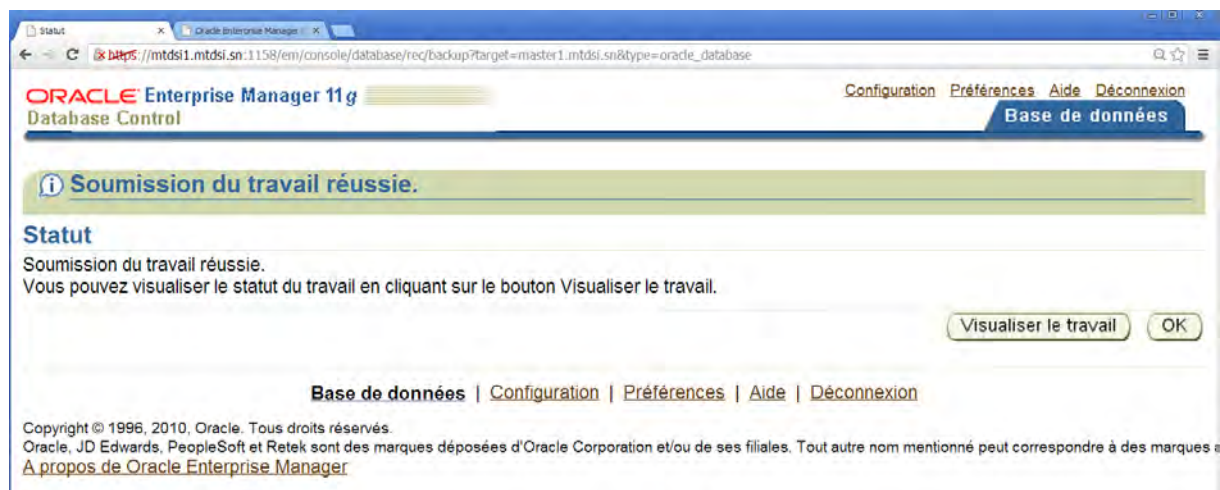 Statut
Oracle Enterprise Manager
https://mtdsi1.mtdsi.sn:1158/em/console/database/rec/backup?target=master1.mtdsi.sn&type=oracle_database
ORACLE Enterprise Manager 11g
Database Control
Configuration Préférences Aide Déconnexion
Base de données
Soumission du travail réussie.
Statut
Soumission du travail réussie.
Vous pouvez visualiser le statut du travail en cliquant sur le bouton Visualiser le travail.
Visualiser le travail OK
Base de données | Configuration | Préférences | Aide | Déconnexion
Copyright © 1996, 2010, Oracle. Tous droits réservés.
Oracle, JD Edwards, PeopleSoft et Retek sont des marques déposées d'Oracle Corporation et/ou de ses filiales. Tout autre nom mentionné peut correspondre à des marques
A propos de Oracle Enterprise Manager